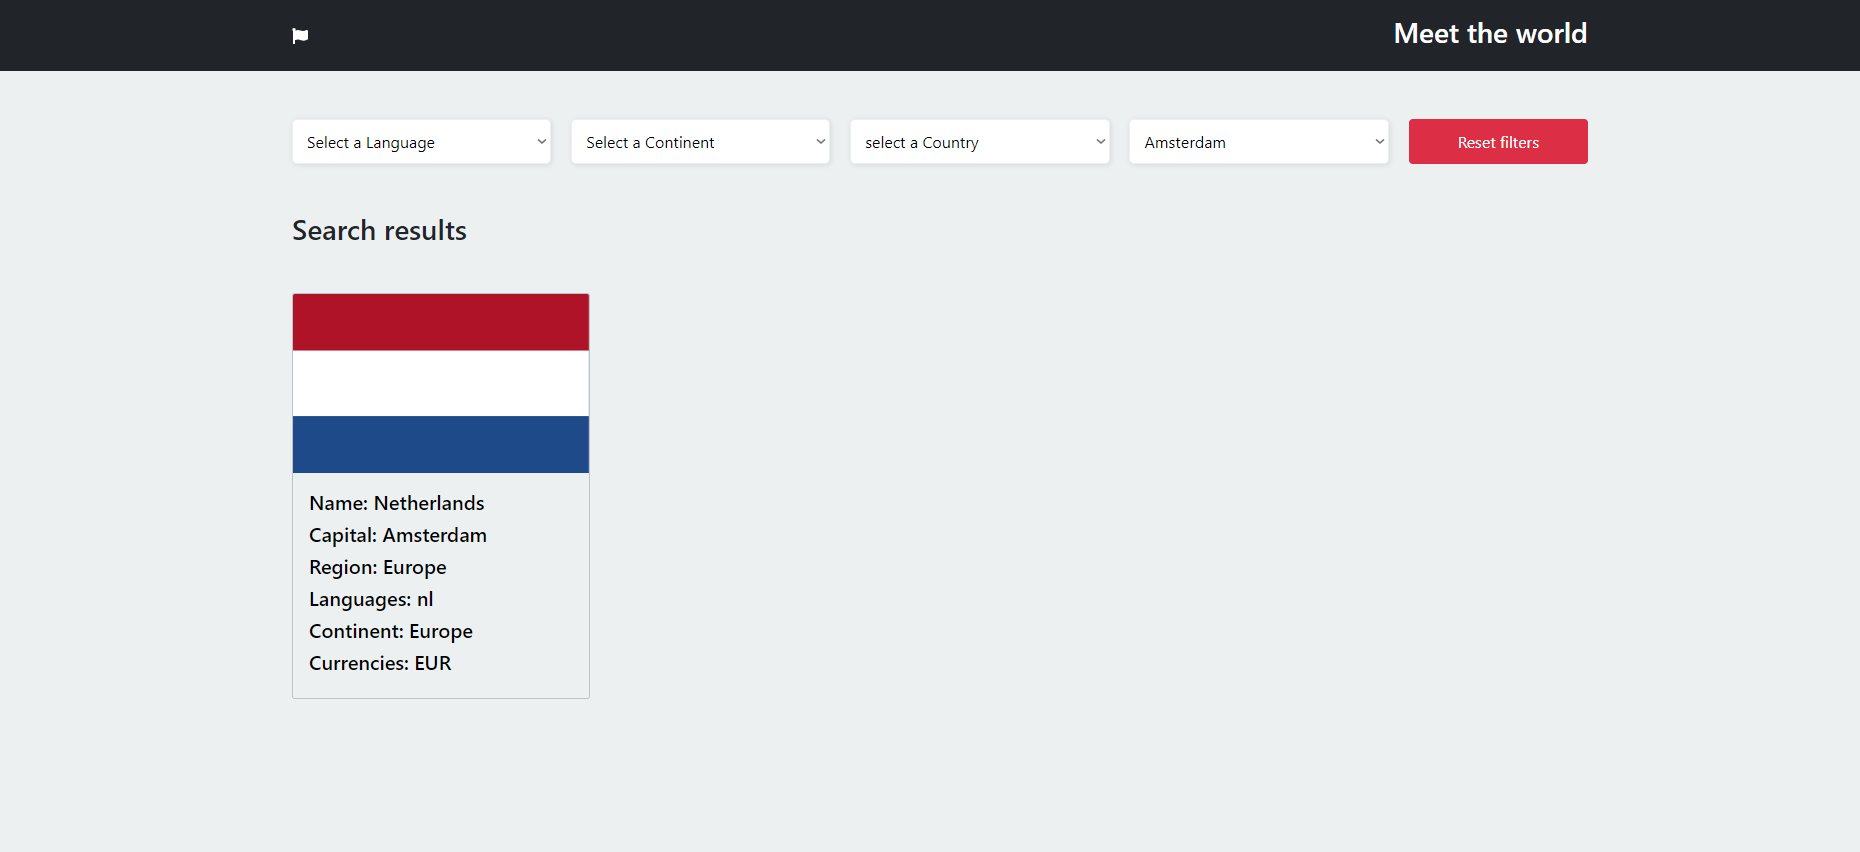 Meet the world
Select a Language
Select a Continent
select a Country
Amsterdam
Reset filters
Search results
Name: Netherlands
Capital: Amsterdam
Region: Europe
Languages: nl
Continent: Europe
Currencies: EUR